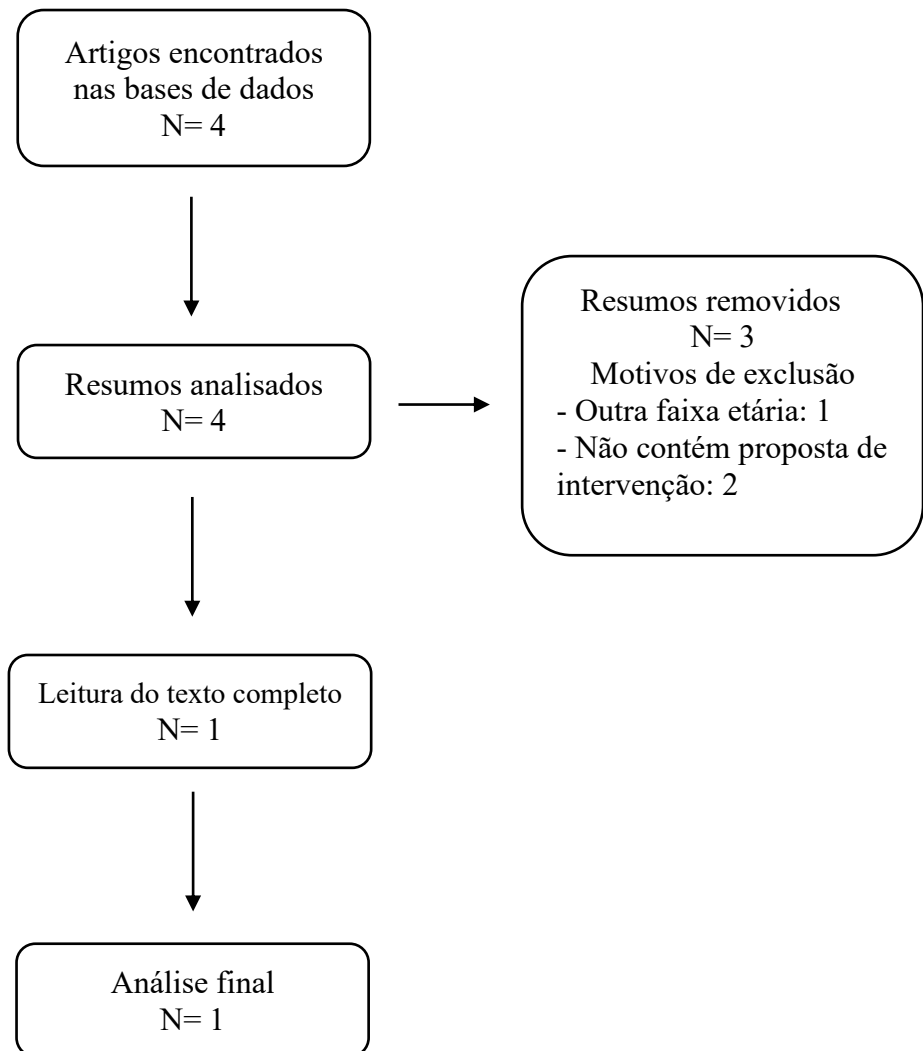 Artigos encontrados
nas bases de dados
N= 4
Resumos analisados
N= 4
Resumos removidos
N= 3
Motivos de exclusão
- Outra faixa etária: 1
- Não contém proposta de
intervenção: 2
Leitura do texto completo
N= 1
Análise final
N= 1